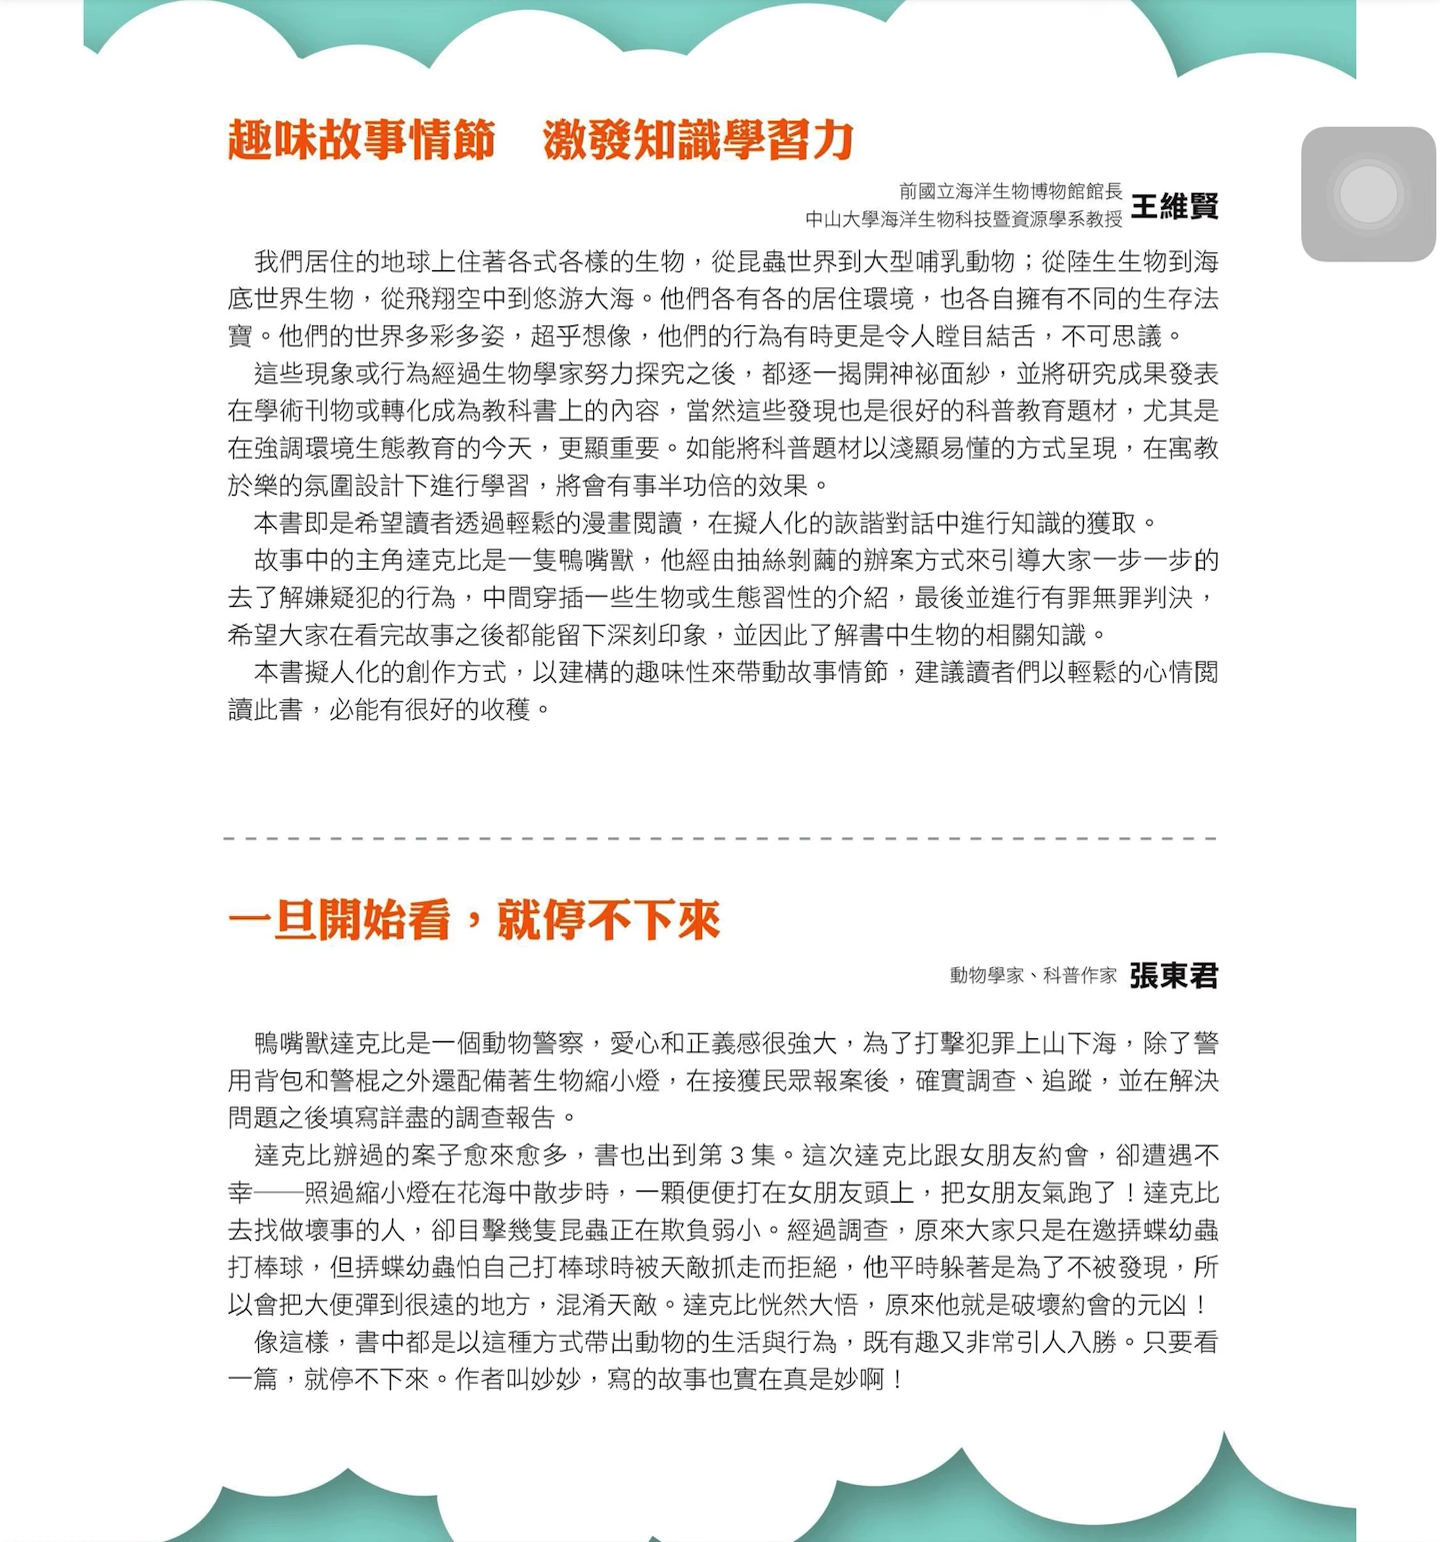 趣味故事情節　激發知識學習力
前國立海洋生物博物館館長
中山大學海洋生物科技暨資源學系教授 王維賢
我們居住的地球上住著各式各樣的生物，從昆蟲世界到大型哺乳動物；從陸生生物到海
底世界生物，從飛翔空中到悠游大海。他們各有各的居住環境，也各自擁有不同的生存法
寶。他們的世界多彩多姿，超乎想像，他們的行為有時更是令人瞠目結舌，不可思議。
這些現象或行為經過生物學家努力探究之後，都逐一揭開神祕面紗，並將研究成果發表
在學術刊物或轉化成為教科書上的內容，當然這些發現也是很好的科普教育題材，尤其是
在強調環境生態教育的今天，更顯重要。如能將科普題材以淺顯易懂的方式呈現，在寓教
於樂的氛圍設計下進行學習，將會有事半功倍的效果。
本書即是希望讀者透過輕鬆的漫畫閱讀，在擬人化的詼諧對話中進行知識的獲取。
故事中的主角達克比是一隻鴨嘴獸，他經由抽絲剝繭的辦案方式來引導大家一步一步的
去了解嫌疑犯的行為，中間穿插一些生物或生態習性的介紹，最後並進行有罪無罪判決，
希望大家在看完故事之後都能留下深刻印象，並因此了解書中生物的相關知識。
本書擬人化的創作方式，以建構的趣味性來帶動故事情節，建議讀者們以輕鬆的心情閱
讀此書，必能有很好的收穫。
一旦開始看，就停不下來
動物學家、科普作家 張東君
鴨嘴獸達克比是一個動物警察，愛心和正義感很強大，為了打擊犯罪上山下海，除了警
用背包和警棍之外還配備著生物縮小燈，在接獲民眾報案後，確實調查、追蹤，並在解決
問題之後填寫詳盡的調查報告。
達克比辦過的案子愈來愈多，書也出到第 3 集。這次達克比跟女朋友約會，卻遭遇不
幸——照過縮小燈在花海中散步時，一顆便便打在女朋友頭上，把女朋友氣跑了！達克比
去找做壞事的人，卻目擊幾隻昆蟲正在欺負弱小。經過調查，原來大家只是在邀挵蝶幼蟲
打棒球，但挵蝶幼蟲怕自己打棒球時被天敵抓走而拒絕，他平時躲著是為了不被發現，所
以會把大便彈到很遠的地方，混淆天敵。達克比恍然大悟，原來他就是破壞約會的元凶！
像這樣，書中都是以這種方式帶出動物的生活與行為，既有趣又非常引人入勝。只要看
一篇，就停不下來。作者叫妙妙，寫的故事也實在真是妙啊！